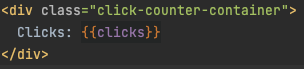 <div class="click-counter-container">
Clicks: {{clicks}}
</div>